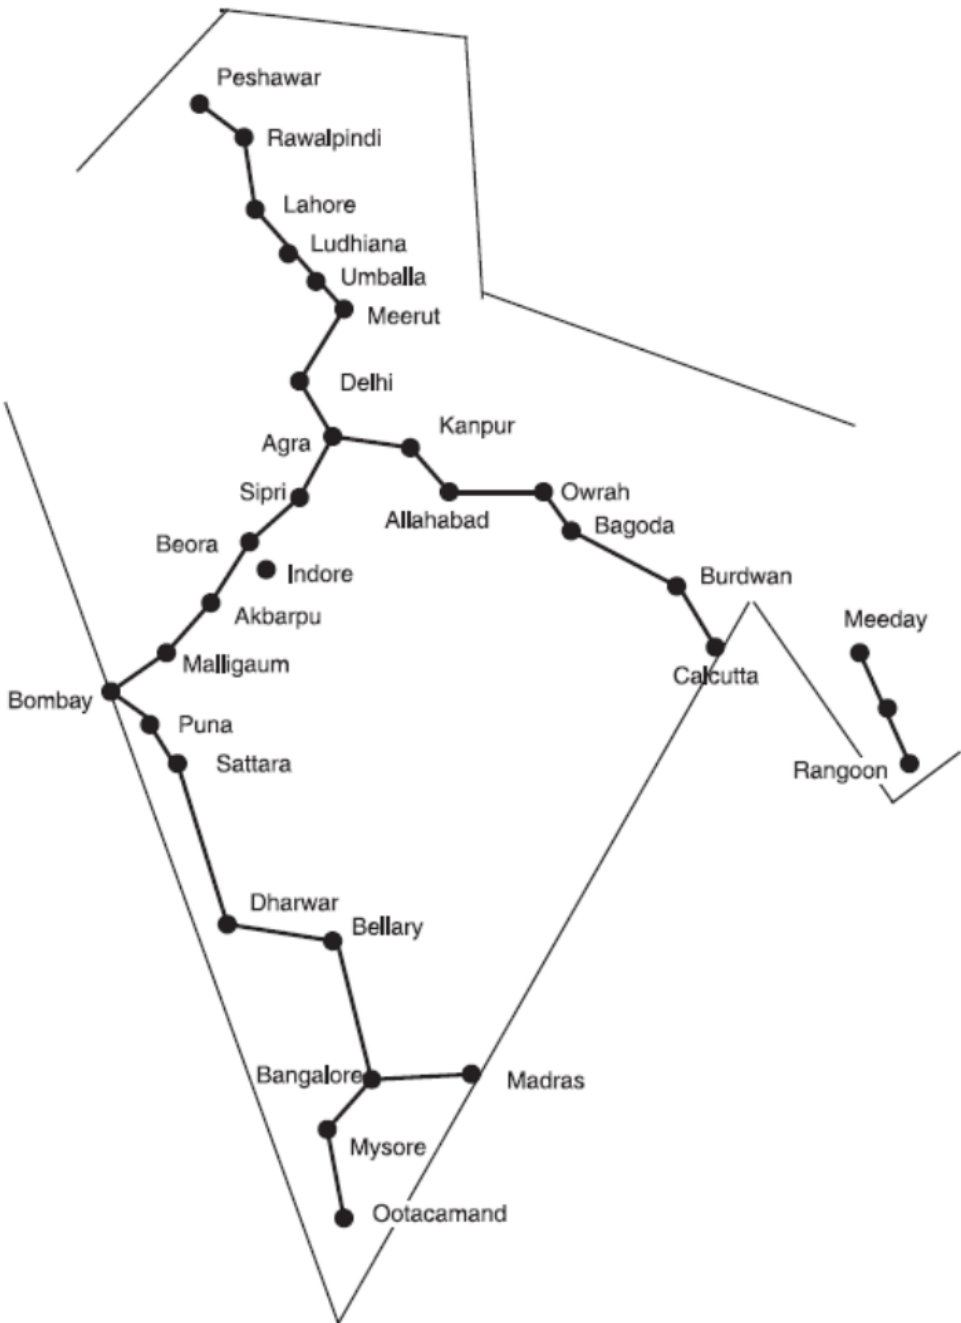 Peshawar
Rawalpindi
Lahore
Ludhiana
Umballa
Meerut
Delhi
Kanpur
Agra
Sipri
Owrah
Allahabad
Bagoda
Beora
Indore
Burdwan
Akbarpu
Meeday
Malligaum
Calcutta
Bombay
Puna
Sattara
Rangoon
Dharwar
Bellary
Bangalore
Madras
Mysore
Ootacamand